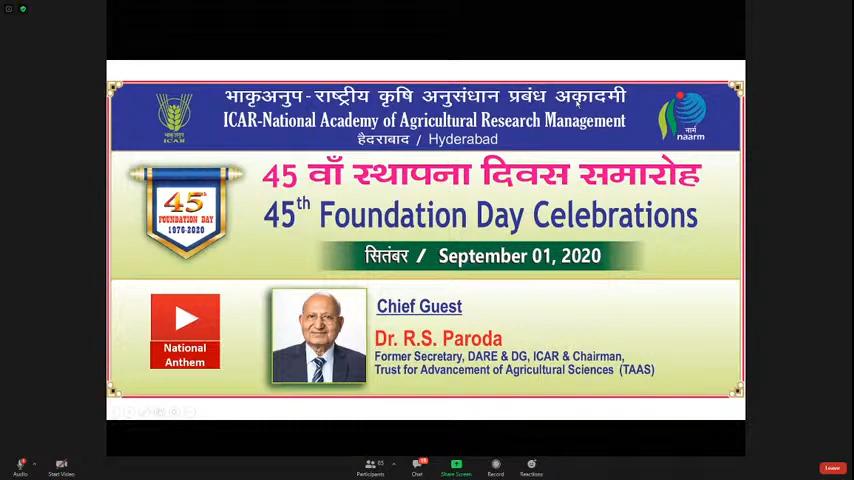 भाकृअनुप - राष्ट्रीय कृषि अनुसंधान प्रबंध अकादमी
ICAR-National Academy of Agricultural Research Management
हैदराबाद / Hyderabad
भाकृअनुप
ICAR
नार्म
naarm
45 वाँ स्थापना दिवस समारोह
45th Foundation Day Celebrations
सितंबर / September 01, 2020
45th
FOUNDATION DAY
1976-2020
National
Anthem
Chief Guest
Dr. R.S. Paroda
Former Secretary, DARE & DG, ICAR & Chairman,
Trust for Advancement of Agricultural Sciences (TAAS)
Audio
Start Video
Participants
85
Chat
Share Screen
Record
Reactions
Leave